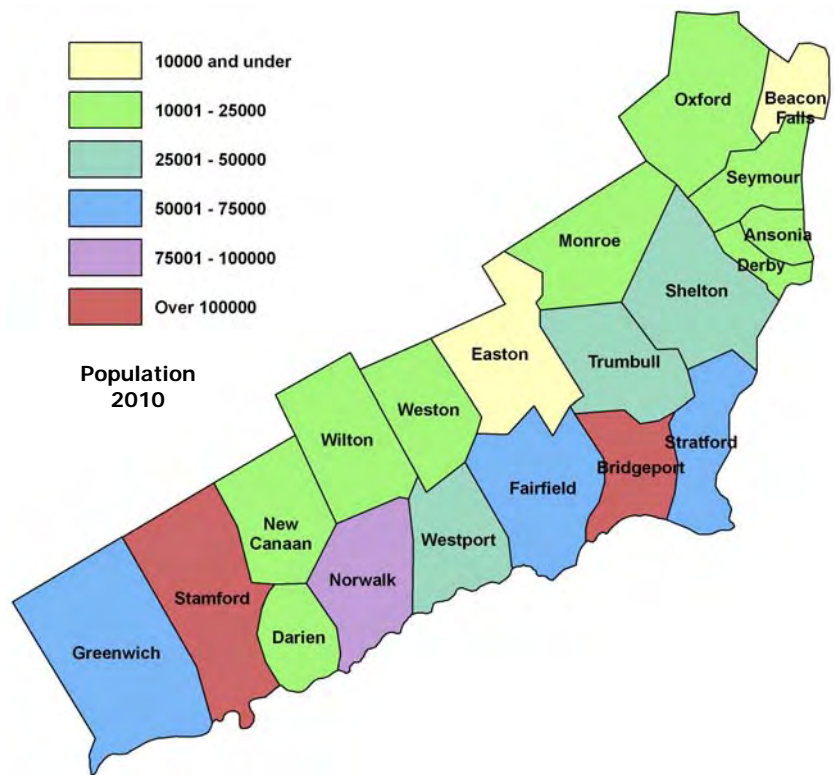 10000 and under
10001 - 25000
25001 - 50000
50001 - 75000
75001 - 100000
Over 100000
Population
2010
Oxford
Beacon
Falls
Seymour
Ansonia
Derby
Monroe
Shelton
Easton
Trumbull
Weston
Wilton
Stratford
Bridgeport
Fairfield
New
Canaan
Westport
Norwalk
Stamford
Darien
Greenwich